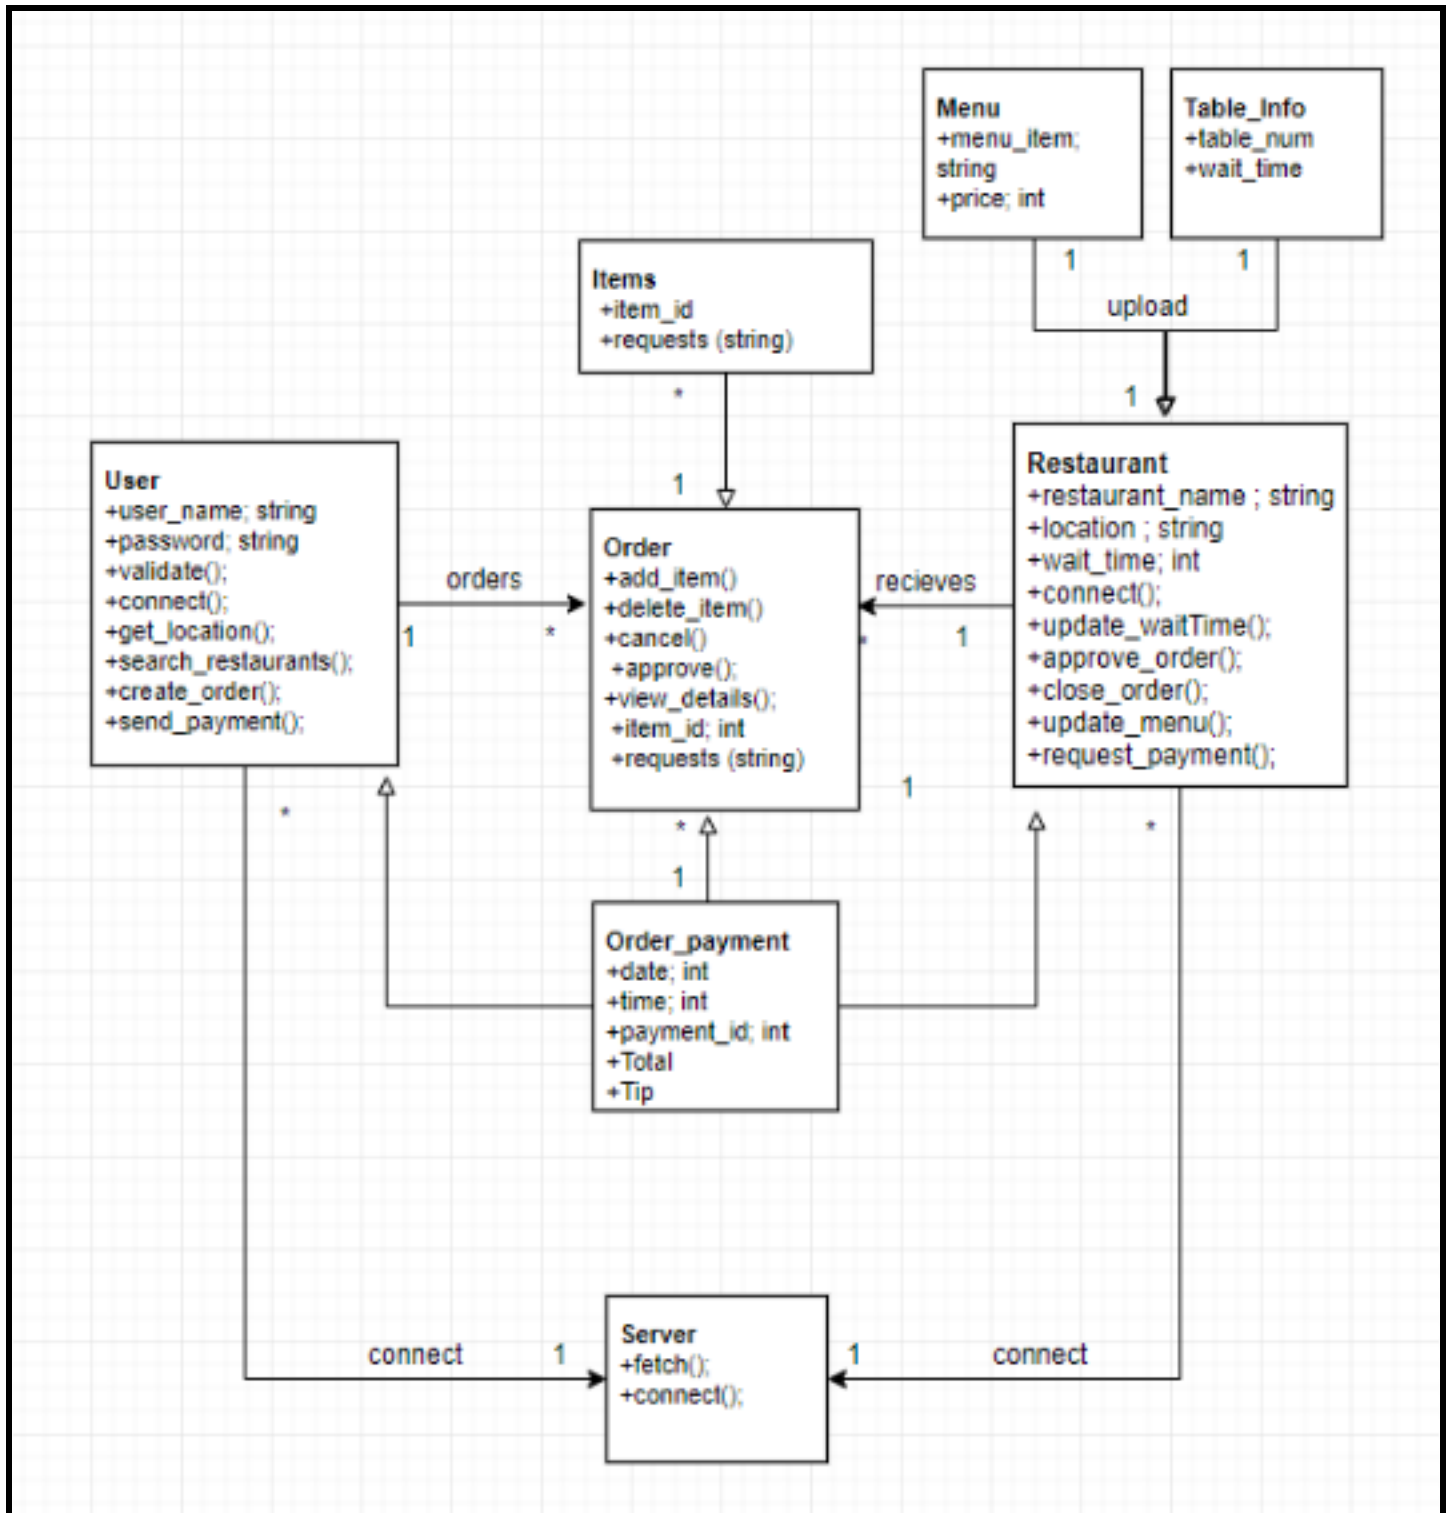 Menu
+menu_item;
string
+price; int
Table_Info
+table_num
+wait_time
1
1
upload
1
Items
+item_id
+requests (string)
*
1
User
+user_name; string
+password; string
+validate();
+connect();
+get_location();
+search_restaurants();
+create_order();
+send_payment();
orders
1
*
Order
+add_item()
+delete_item()
+cancel()
+approve();
+view_details();
+item_id; int
+requests (string)
recieves
*
1
Restaurant
+restaurant_name ; string
+location ; string
+wait_time; int
+connect();
+update_waitTime();
+approve_order();
+close_order();
+update_menu();
+request_payment();
1
*
*
1
*
Order_payment
+date; int
+time; int
+payment_id; int
+Total
+Tip
connect
1
Server
+fetch();
+connect();
1
connect